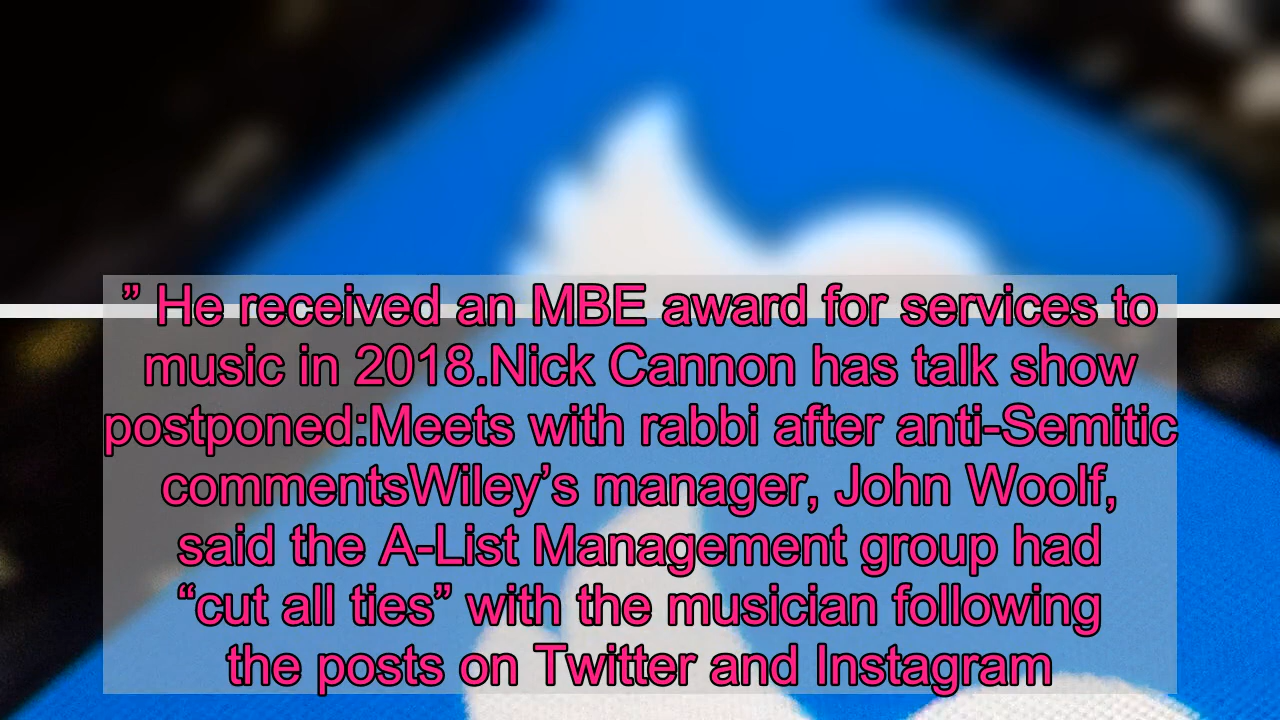 ” He received an MBE award for services to
music in 2018.Nick Cannon has talk show
postponed:Meets with rabbi after anti-Semitic
commentsWiley’s manager, John Woolf,
said the A-List Management group had
“cut all ties” with the musician following
the posts on Twitter and Instagram